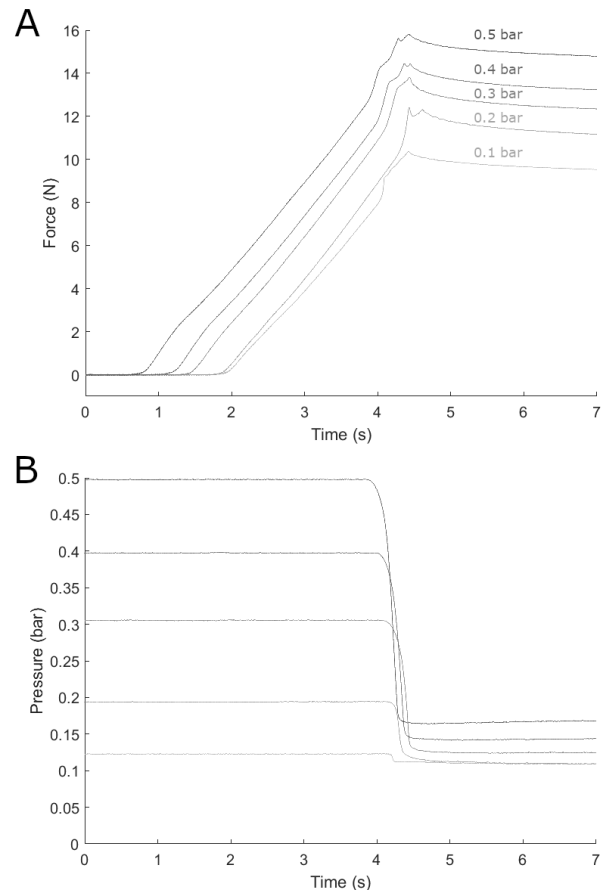 A
16
14
12
10
8
6
4
2
0
Force (N)
0.5 bar
0.4 bar
0.3 bar
0.2 bar
0.1 bar
0 1 2 3 4 5 6 7
Time (s)
B
0.5
0.45
0.4
0.35
0.3
0.25
0.2
0.15
0.1
0.05
0
Pressure (bar)
0 1 2 3 4 5 6 7
Time (s)